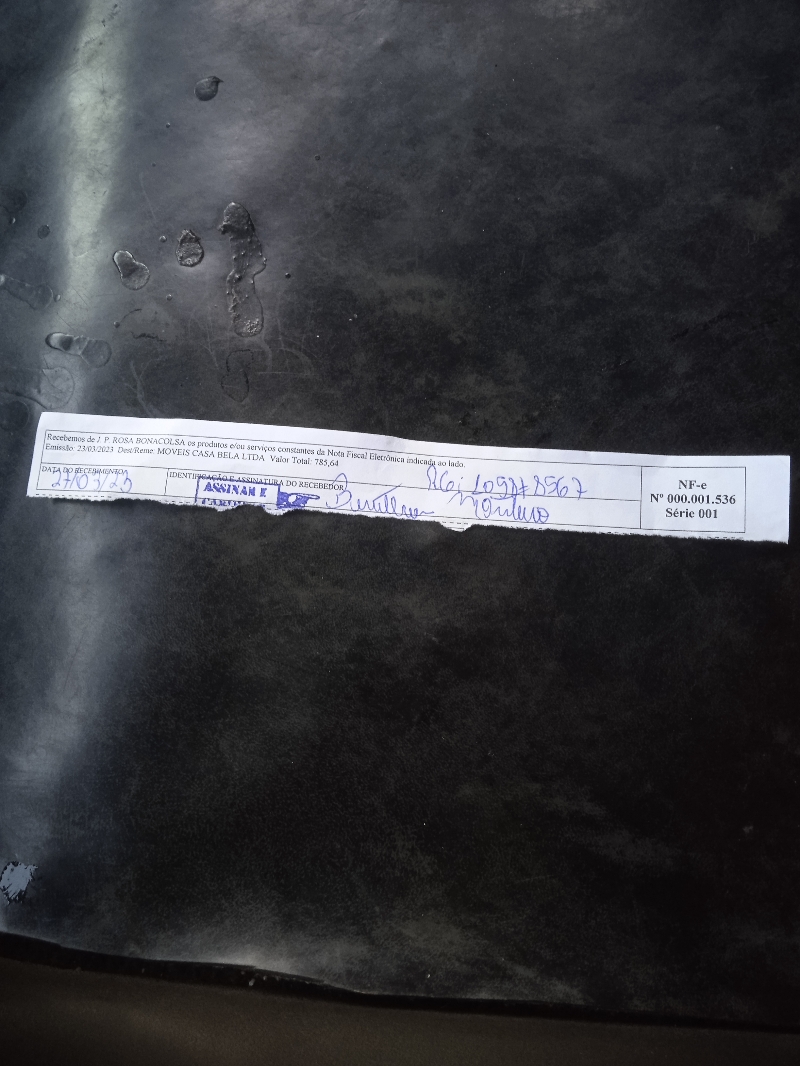 Recebemos de J. P. ROSA BONACOLSA os produtos e/ou serviços constantes da Nota Fiscal Eletrônica indicada ao lado.
Emissão: 23/03/2023 Dest/Reme: MOVEIS CASA BELA LTDA Valor Total: 785,64
DATA DO RECEBIMENTO
27/03/23
IDENTIFICAÇÃO E ASSINATURA DO RECEBEDOR
ASSINAR E
NF-e
Nº 000.001.536
Série 001